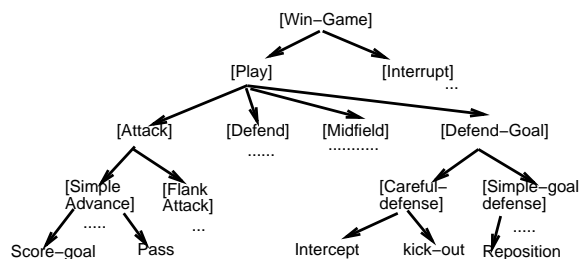 [Win-Game]
[Play] [Interrupt]
...
[Attack] [Defend] [Midfield] [Defend-Goal]
...... ...........
[Simple Advance] [Flank Attack] [Careful-defense] [Simple-goal defense]
..... ... .....
Score-goal Pass Intercept kick-out Reposition